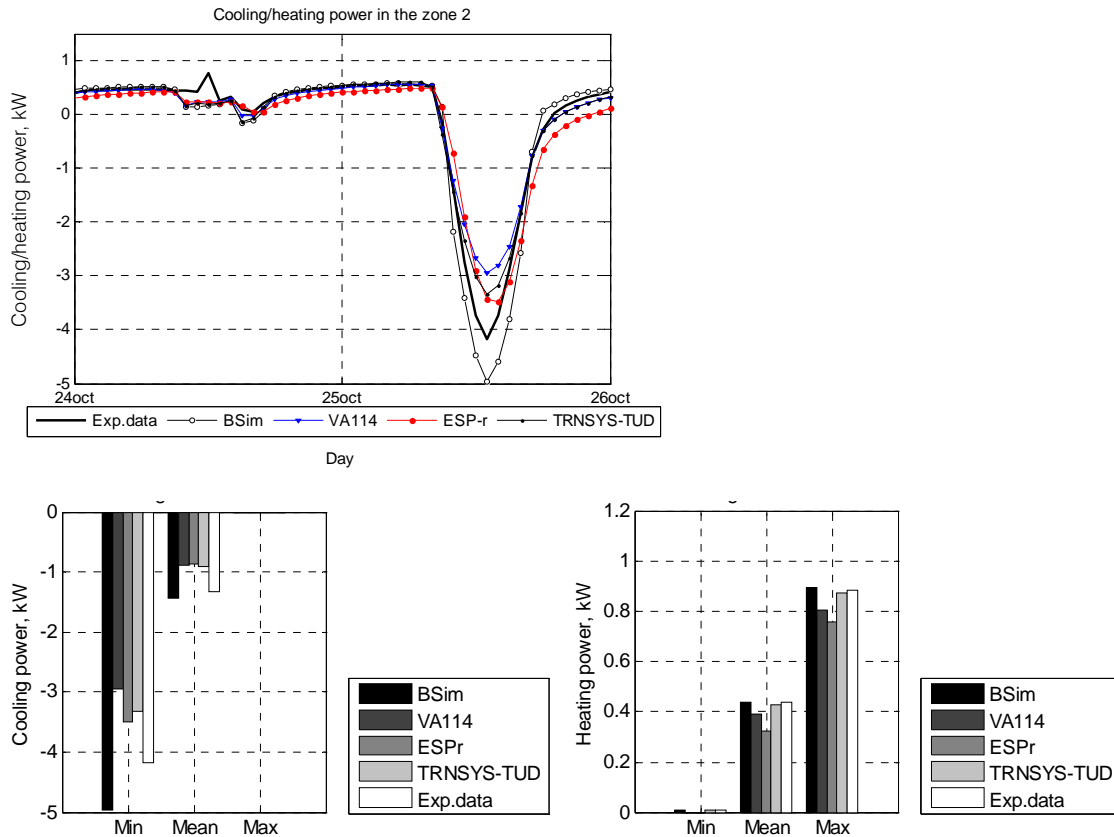 Cooling/heating power in the zone 2
Cooling/heating power, kW
1
0
-1
-2
-3
-4
-5
24oct 25oct 26oct
Exp.data BSim VA114 ESP-r TRNSYS-TUD
Day
Cooling power, kW
0
-1
-2
-3
-4
-5
Min Mean Max
BSim
VA114
ESPr
TRNSYS-TUD
Exp.data
Heating power, kW
1.2
1
0.8
0.6
0.4
0.2
0
Min Mean Max
BSim
VA114
ESPr
TRNSYS-TUD
Exp.data